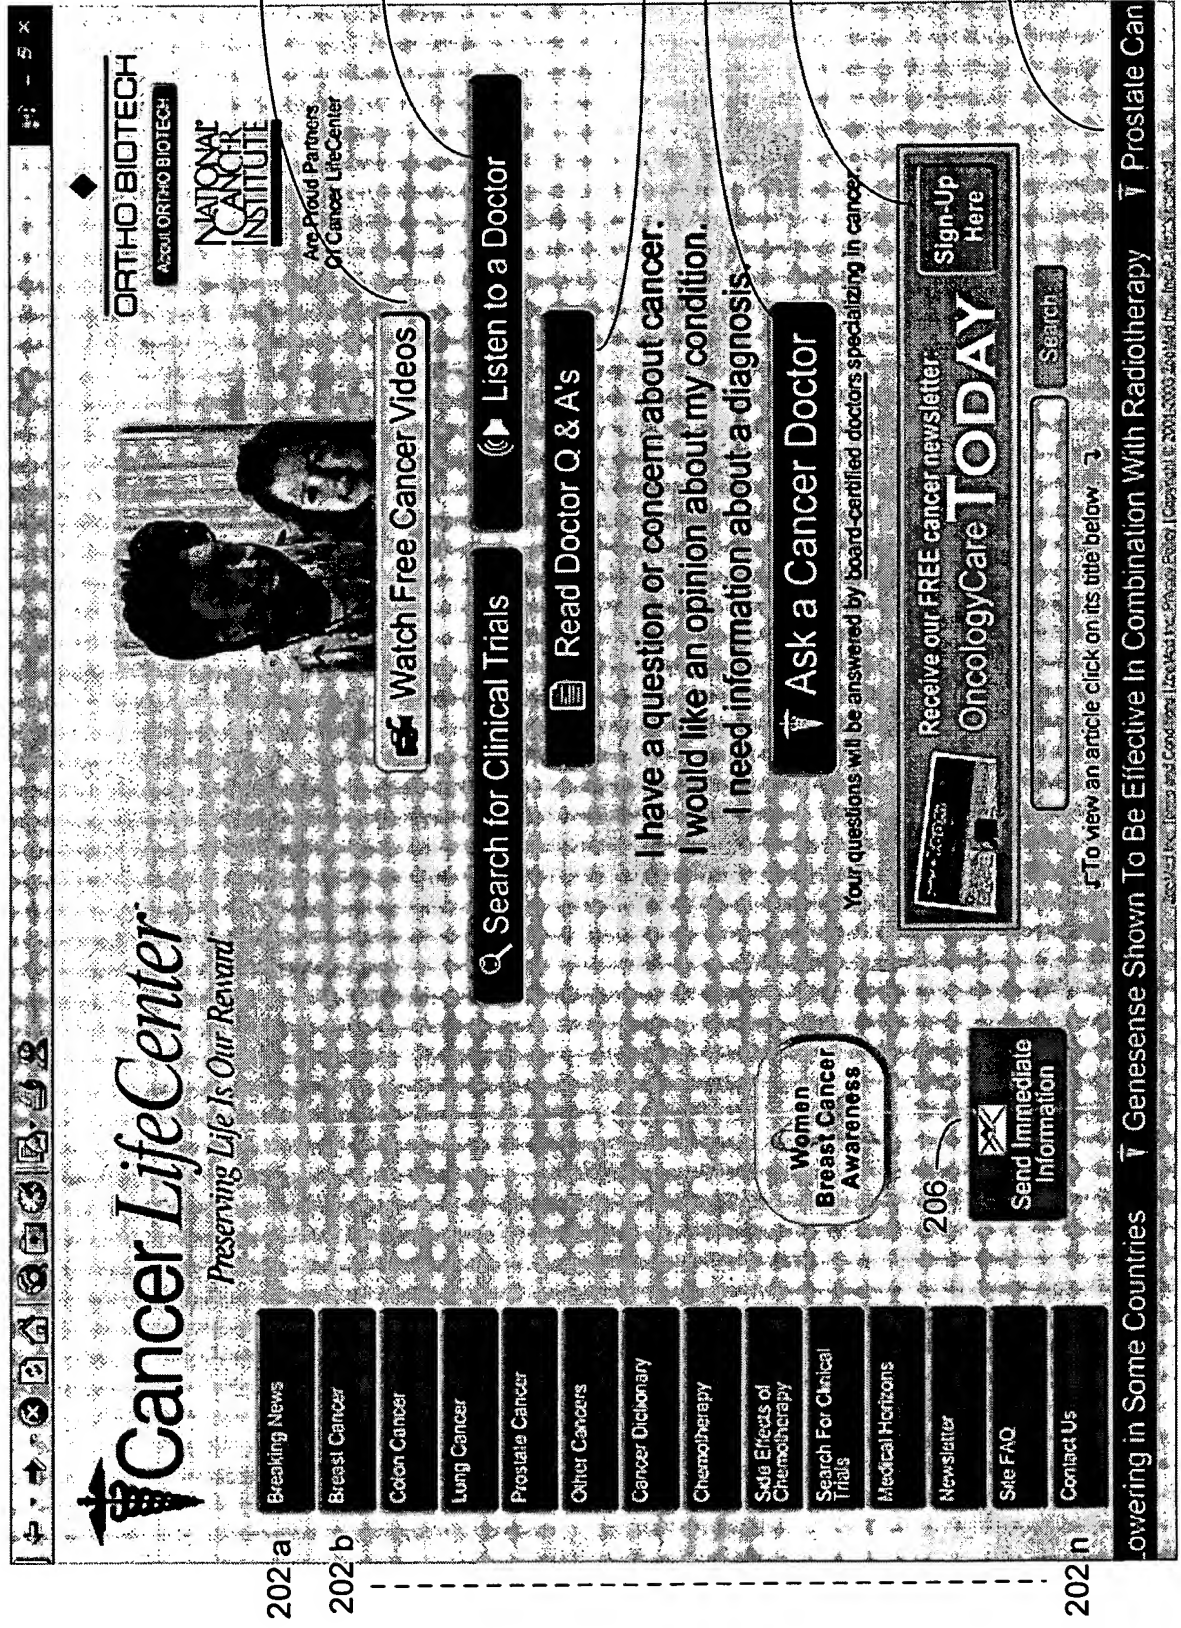 Cancer LifeCenter
Preserving Life Is Our Reward
ORTHO BIOTECH
About ORTHO BIOTECH
NATIONAL
CANCER
INSTITUTE
Are Proud Partners
Of Cancer LifeCenter
202 a
202 b
202 n
Breaking News
Breast Cancer
Colon Cancer
Lung Cancer
Prostate Cancer
Other Cancers
Cancer Dictionary
Chemotherapy
Side Effects of
Chemotherapy
Search For Clinical
Trials
Medical Horizons
Newsletter
Site FAQ
Contact Us
Watch Free Cancer Videos
Search for Clinical Trials
Listen to a Doctor
Read Doctor Q & A's
I have a question or concern about cancer.
I would like an opinion about my condition.
I need information about a diagnosis.
Ask a Cancer Doctor
Your questions will be answered by board-certified doctors specializing in cancer.
Women
Breast Cancer
Awareness
206
Send Immediate
Information
Receive our FREE cancer newsletter.
OncologyCare TODAY
Sign-Up
Here
Search
To view an article click on its title below
Lowering in Some Countries Genesense Shown To Be Effective In Combination With Radiotherapy Prostate Can